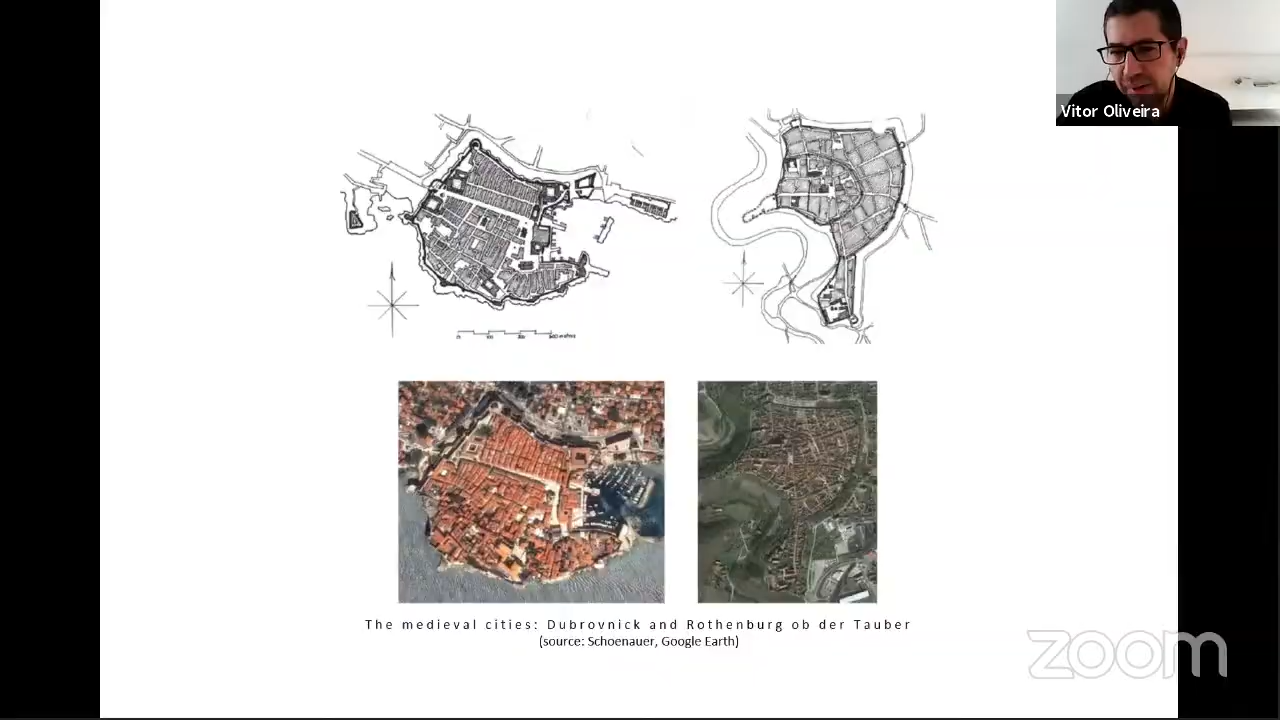 Vitor Oliveira
The medieval cities: Dubrovnick and Rothenburg ob der Tauber
(source: Schoenauer, Google Earth)
zoom